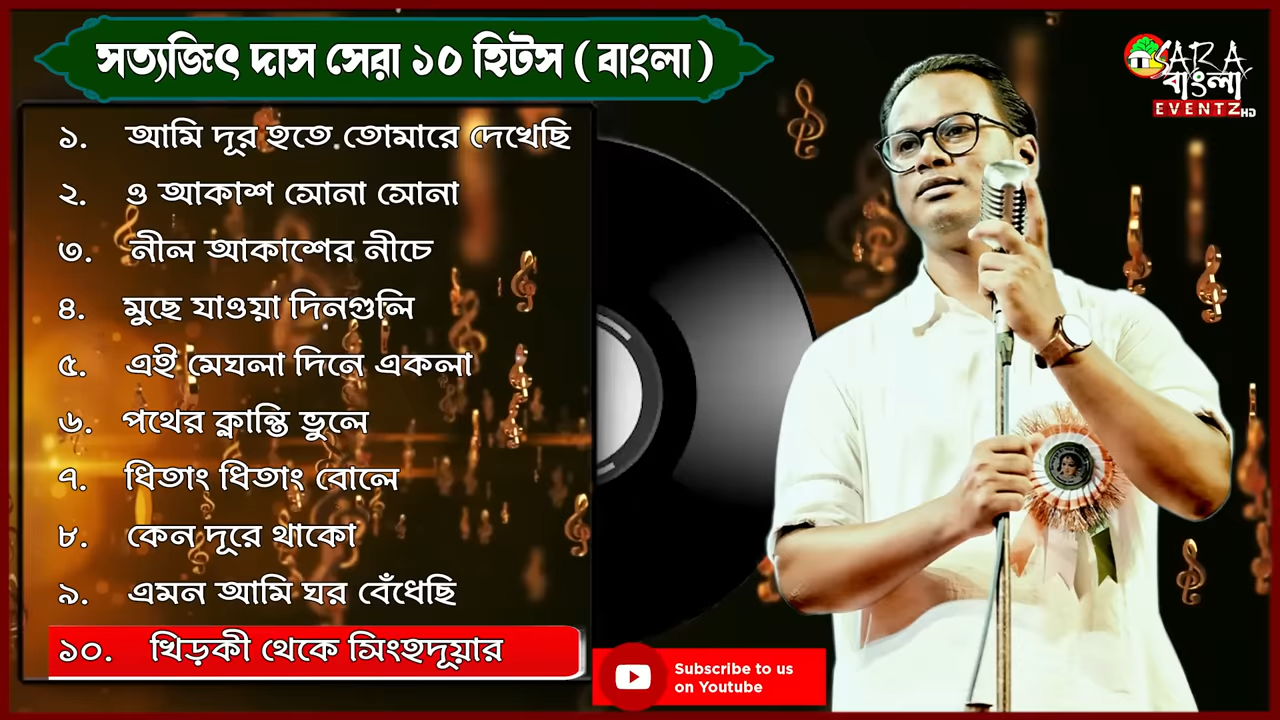 সত্যজিৎ দাস সেরা ১০ হিটস ( বাংলা )
SARA
বাংলা
EVENTZ HD
১. আমি দূর হতে তোমারে দেখেছি
২. ও আকাশ সোনা সোনা
৩. নীল আকাশের নীচে
৪. মুছে যাওয়া দিনগুলি
৫. এই মেঘলা দিনে একলা
৬. পথের ক্লান্তি ভুলে
৭. ধিতাং ধিতাং বোলে
৮. কেন দূরে থাকো
৯. এমন আমি ঘর বেঁধেছি
১০. খিড়কী থেকে সিংহদূয়ার
Subscribe to us
on Youtube